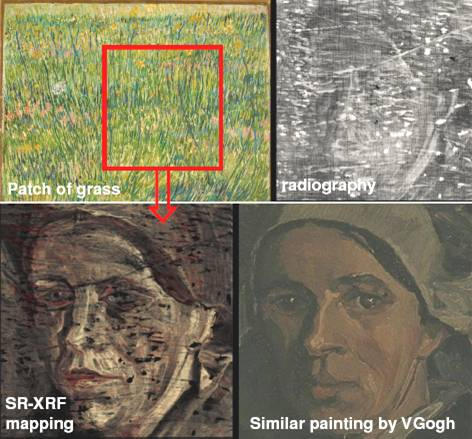 Patch of grass
radiography
SR-XRF
mapping
Similar painting by VGogh